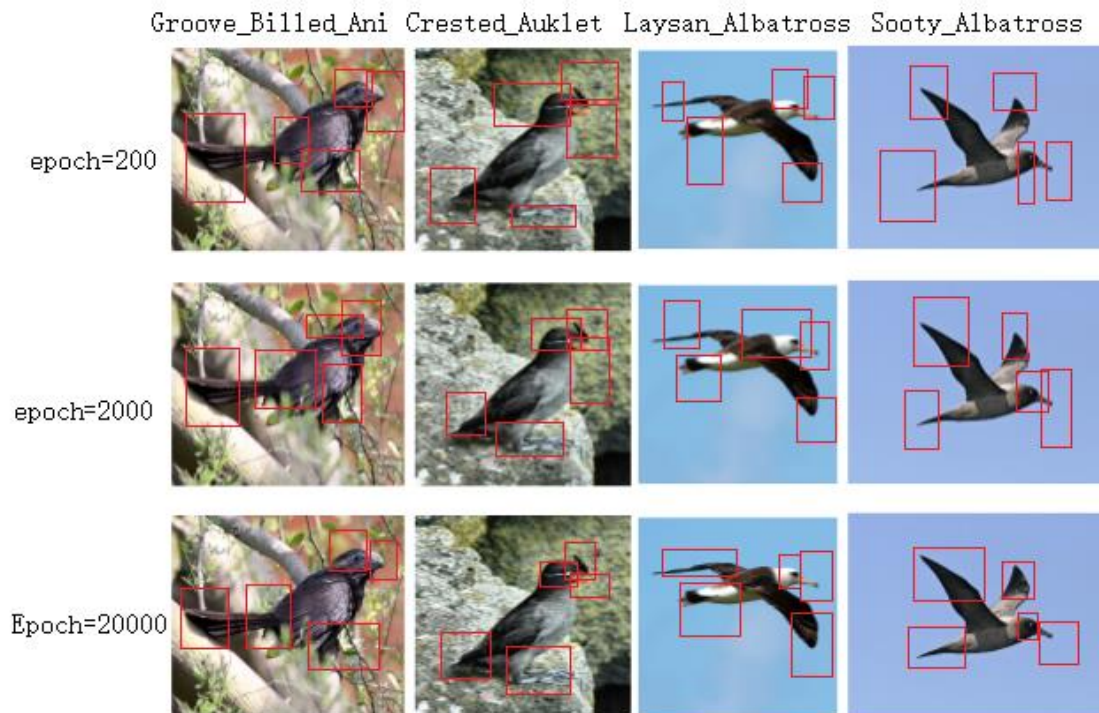 Groove_Billed_Ani Crested_Auklet Laysan_Albatross Sooty_Albatross
epoch=200
epoch=2000
Epoch=20000